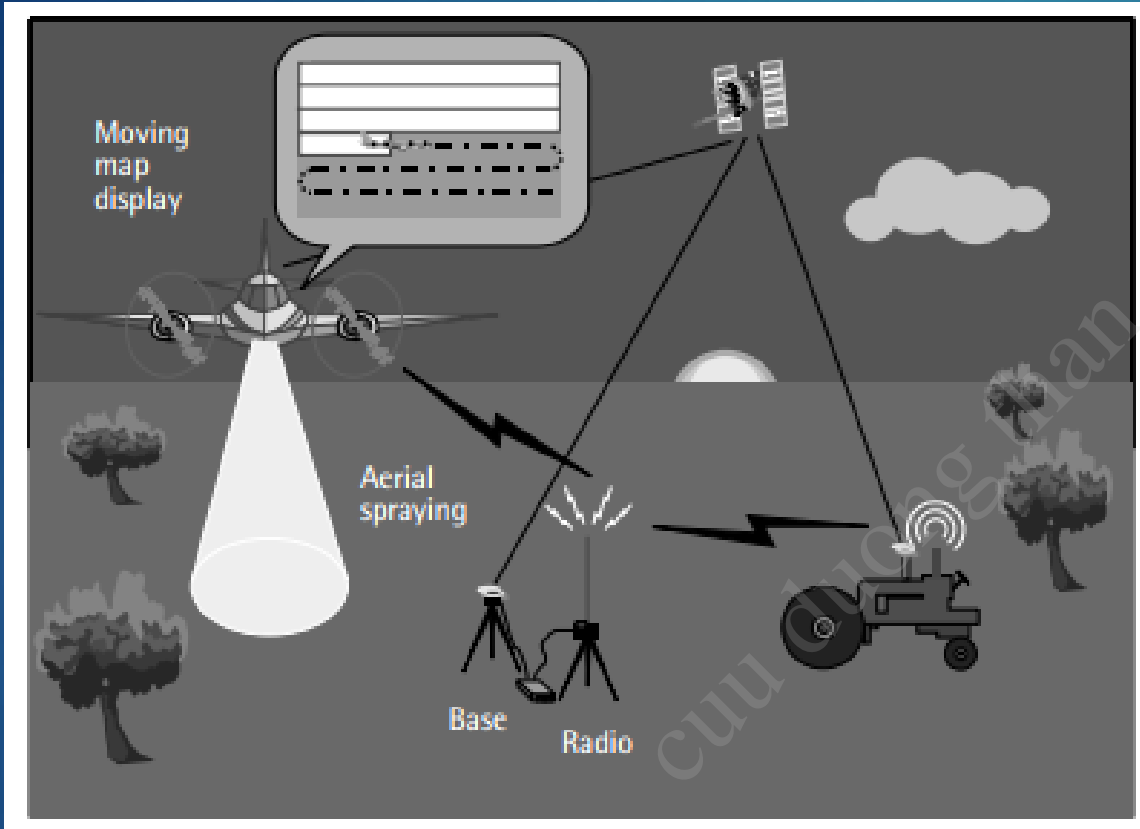 Moving
map
display
Aerial
spraying
Base
Radio
cuu duong than